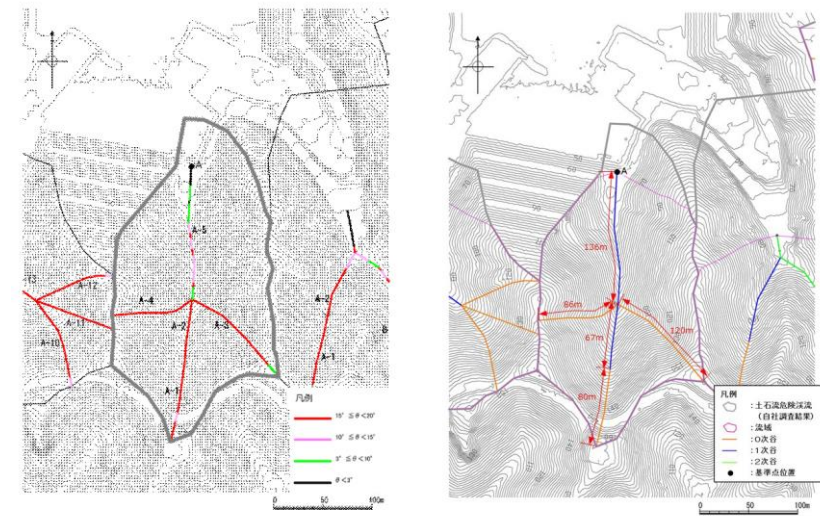 A
A-5
A-12
A-4
A-2
A-3
A-11
A-10
A-1
A-2
A-1
凡例
15° ≦θ<20°
10° ≦θ<15°
3° ≦θ<10°
θ<3°
0 50 100m
A
136m
86m
67m
120m
80m
凡例
:土石流危険渓流
(自社調査結果)
:流域
:0次谷
:1次谷
:2次谷
:基準点位置
0 50 100m